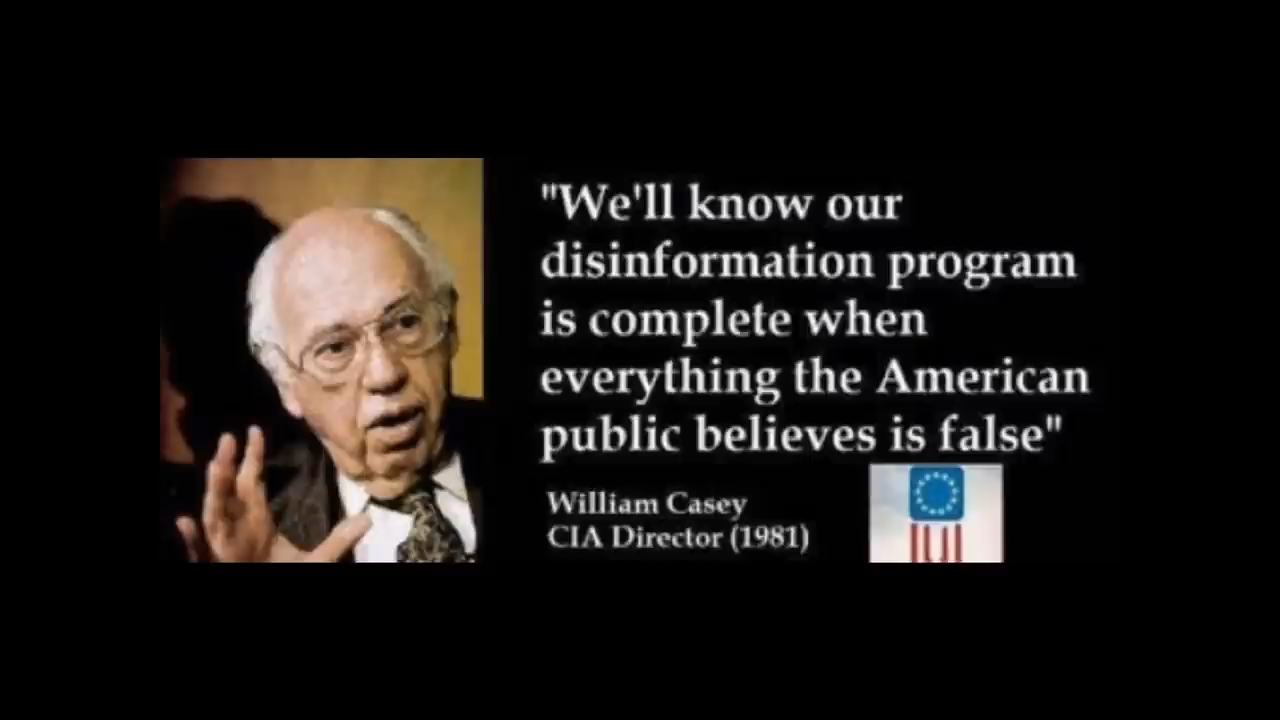 "We'll know our
disinformation program
is complete when
everything the American
public believes is false"
William Casey
CIA Director (1981)